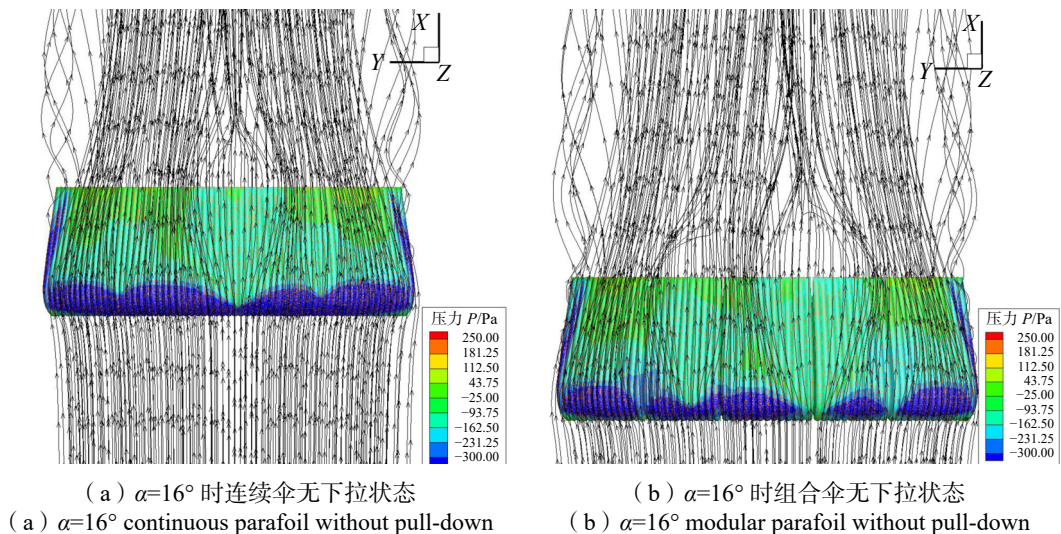 X
Y
Z
压力 P/Pa
250.00
181.25
112.50
43.75
−25.00
−93.75
−162.50
−231.25
−300.00
（a）α=16° 时连续伞无下拉状态
（a）α=16° continuous parafoil without pull-down
X
Y
Z
压力 P/Pa
250.00
181.25
112.50
43.75
−25.00
−93.75
−162.50
−231.25
−300.00
（b）α=16° 时组合伞无下拉状态
（b）α=16° modular parafoil without pull-down